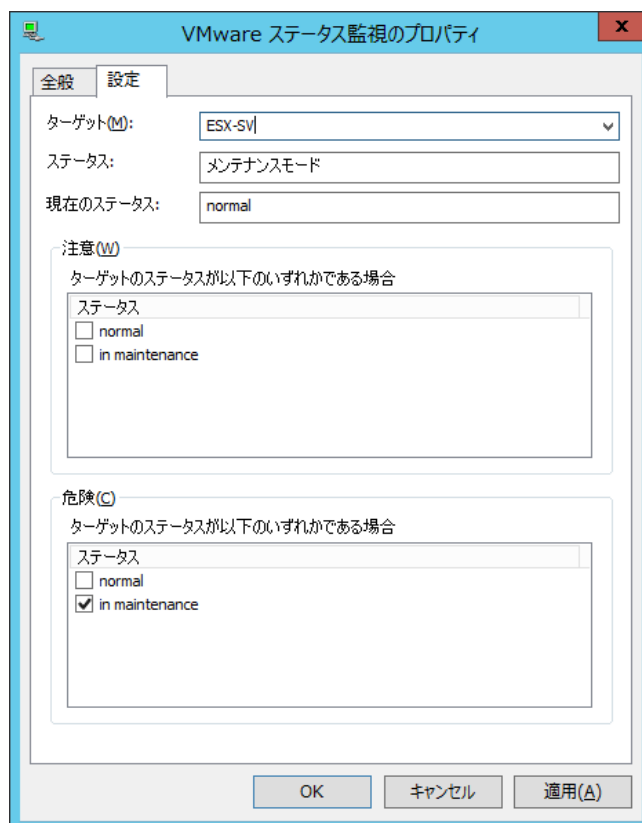 VMware ステータス監視のプロパティ
x
全般
設定
ターゲット(M):
ESX-SV
ステータス:
メンテナンスモード
現在のステータス:
normal
注意(W)
ターゲットのステータスが以下のいずれかである場合
ステータス
normal
in maintenance
危険(C)
ターゲットのステータスが以下のいずれかである場合
ステータス
normal
in maintenance
OK
キャンセル
適用(A)